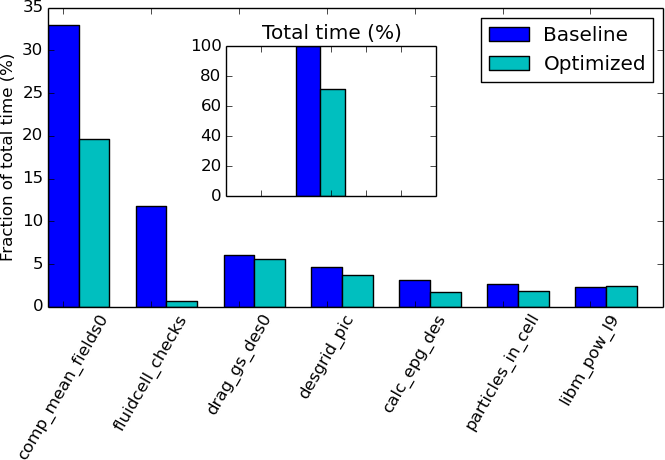 Total time (%)
Baseline
Optimized
100
80
60
40
20
0
Fraction of total time (%)
35
30
25
20
15
10
5
0
comp_mean_fields0
fluidcell_checks
drag_gs_des0
desgrid_pic
calc_epg_des
particles_in_cell
libm_pow_l9